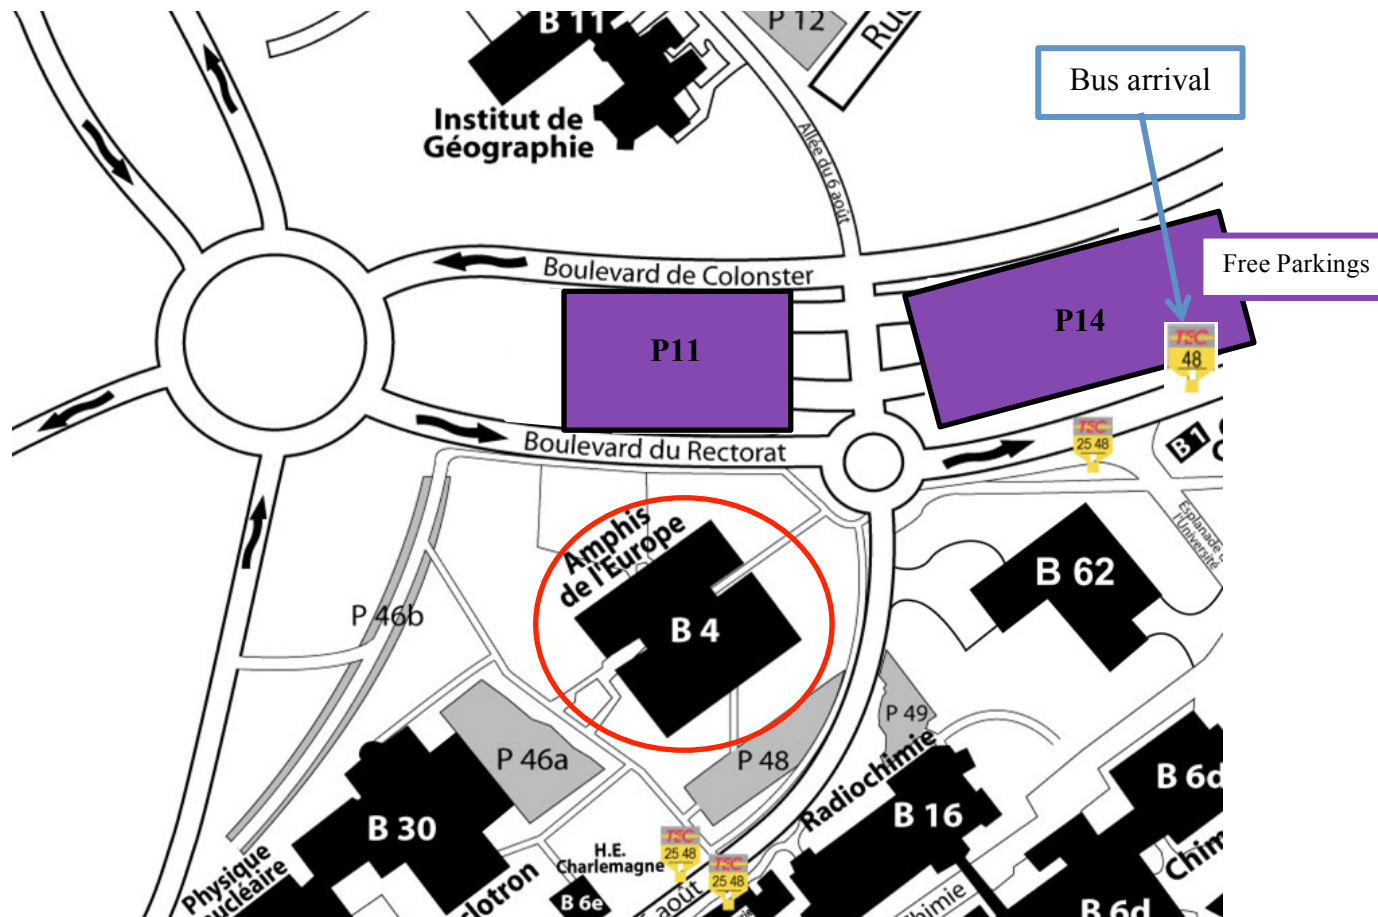 B 11
P 12
Institut de
Géographie
Allée du 6 août
Bus arrival
Free Parkings
Boulevard de Colonster
P11
P14
TEC
48
Boulevard du Rectorat
TEC
25 48
B 1
Esplanade
l'Université
Amphis
de l'Europe
B 4
B 62
P 46b
P 46a
P 48
P 49
Radiochimie
B 16
B 6d
B 30
Physique
H.E.
Charlemagne
TEC
25 48
TEC
25 48
B 6e
août
B 6d